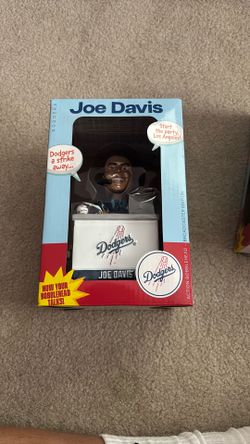 Joe Davis
Dodgers
a strike
away...
Start
the party,
Los Angeles!
Dodgers
JOE DAVIS
Dodgers
NOW YOUR
BOBBLEHEAD
TALKS!